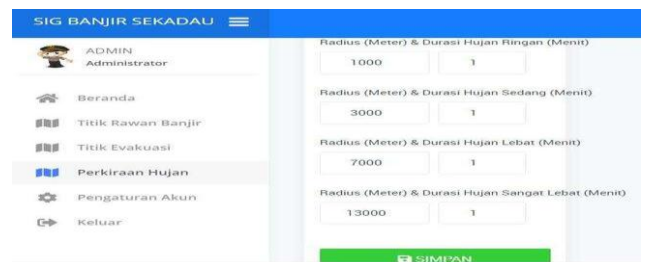 SIG BANJIR SEKADAU
ADMIN
Administrator
Beranda
Titik Rawan Banjir
Titik Evakuasi
Perkiraan Hujan
Pengaturan Akun
Keluar
Radius (Meter) & Durasi Hujan Ringan (Menit)
1000 1
Radius (Meter) & Durasi Hujan Sedang (Menit)
3000 1
Radius (Meter) & Durasi Hujan Lebat (Menit)
7000 1
Radius (Meter) & Durasi Hujan Sangat Lebat (Menit)
13000 1
SIMPAN